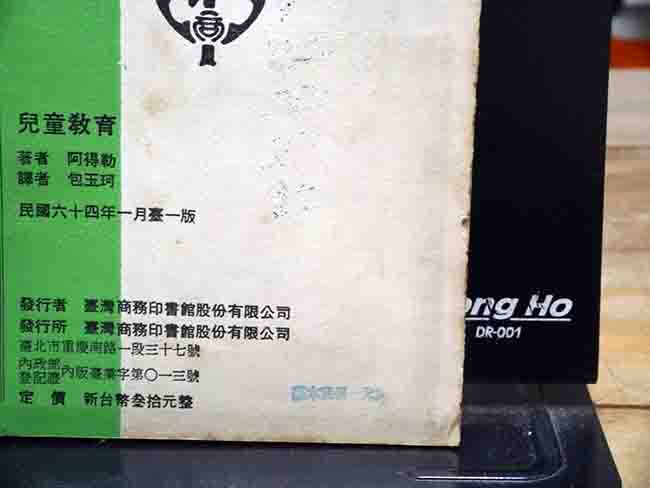 商
兒童敎育
著者 阿得勒
譯者 包玉珂
民國六十四年一月臺一版
發行者 臺灣商務印書館股份有限公司
發行所 臺灣商務印書館股份有限公司
臺北市重慶南路一段三十七號
內政部
登記證內版臺業字第〇一三號
定價 新台幣叁拾元整
ong Ho
DR-001